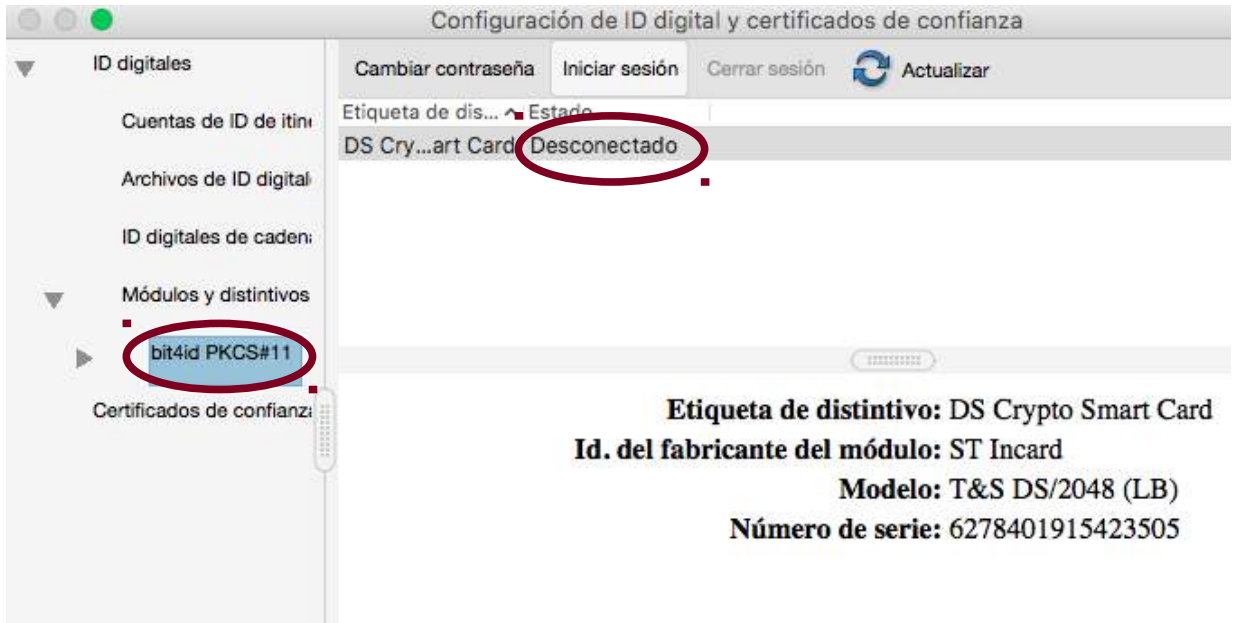 Configuración de ID digital y certificados de confianza
ID digitales
Cuentas de ID de itin
Archivos de ID digital
ID digitales de caden
Módulos y distintivos
bit4id PKCS#11
Certificados de confianz
Cambiar contraseña Iniciar sesión Cerrar sesión Actualizar
Etiqueta de dis... Estado
DS Cry...art Card Desconectado
Etiqueta de distintivo: DS Crypto Smart Card
Id. del fabricante del módulo: ST Incard
Modelo: T&S DS/2048 (LB)
Número de serie: 6278401915423505